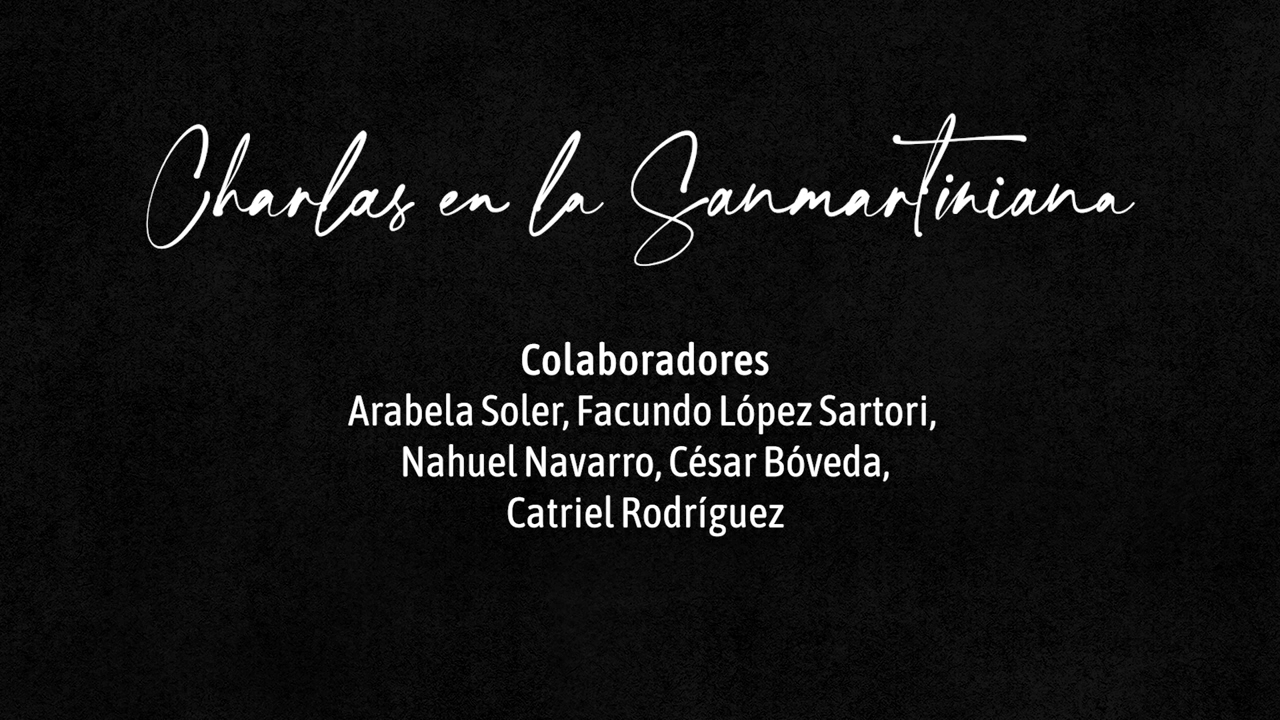 Charlas en la Sanmartiniana
Colaboradores
Arabela Soler, Facundo López Sartori,
Nahuel Navarro, César Bóveda,
Catriel Rodríguez